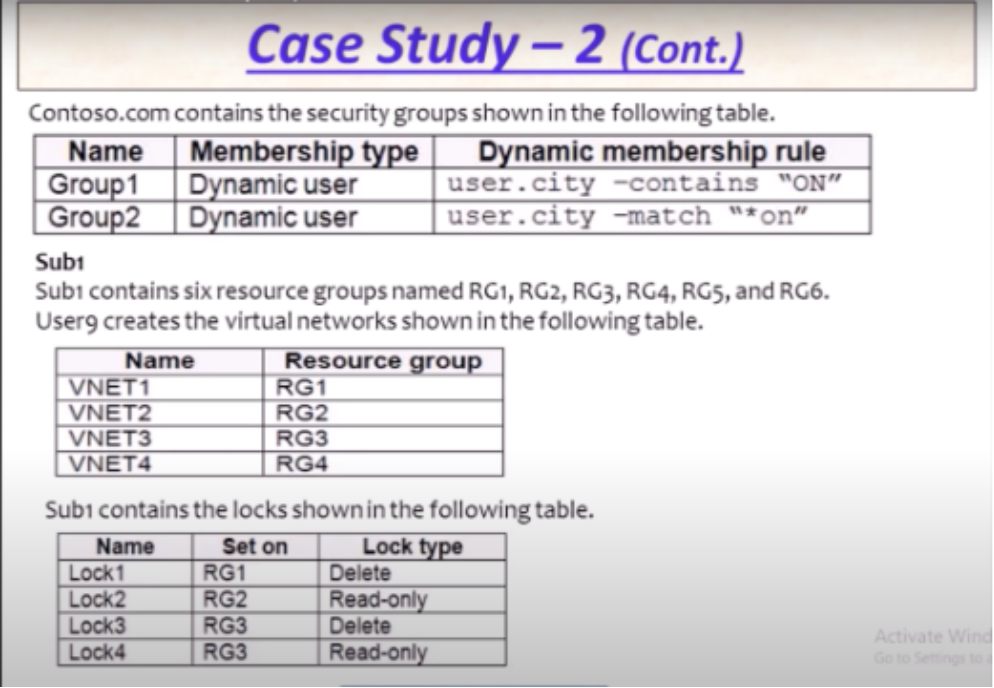 Case Study – 2 (Cont.)
Contoso.com contains the security groups shown in the following table.
Name Membership type Dynamic membership rule
Group1 Dynamic user user.city -contains "ON"
Group2 Dynamic user user.city -match "*on"
Sub1
Sub1 contains six resource groups named RG1, RG2, RG3, RG4, RG5, and RG6.
User9 creates the virtual networks shown in the following table.
Name Resource group
VNET1 RG1
VNET2 RG2
VNET3 RG3
VNET4 RG4
Sub1 contains the locks shown in the following table.
Name Set on Lock type
Lock1 RG1 Delete
Lock2 RG2 Read-only
Lock3 RG3 Delete
Lock4 RG3 Read-only
Activate Wind
Go to Settings to a